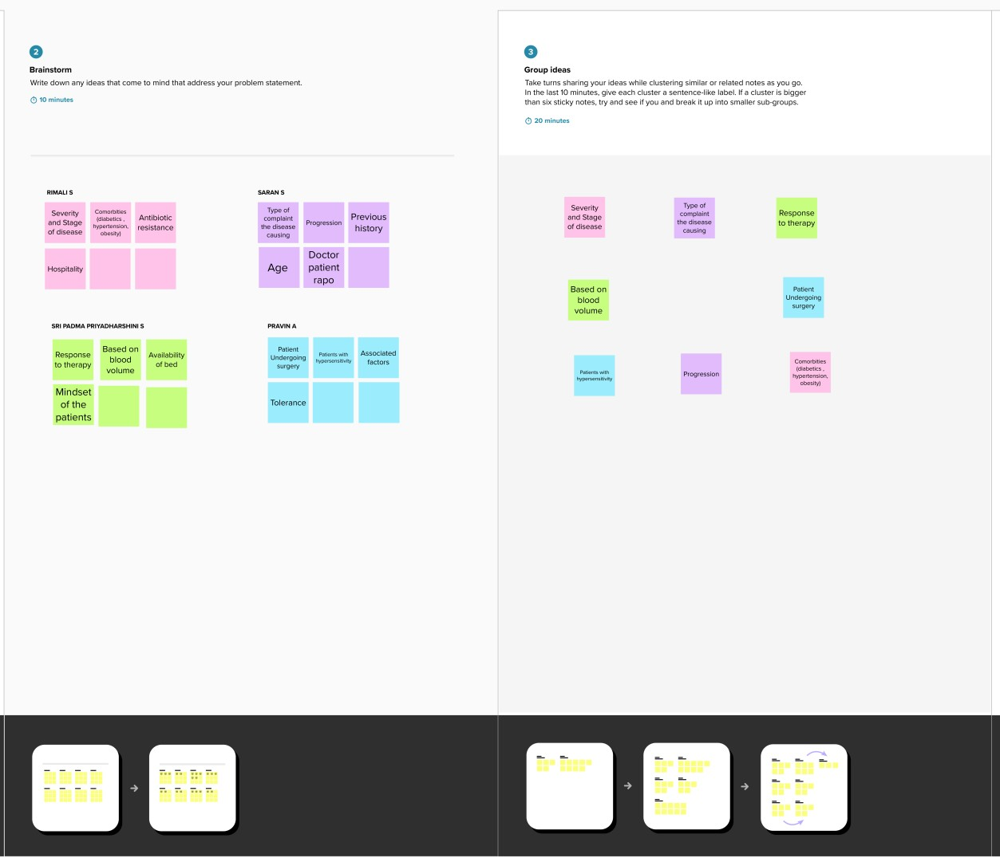 2
Brainstorm
Write down any ideas that come to mind that address your problem statement.
10 minutes
RIMALI S
Severity
and Stage
of disease
Comorbities
(diabetics ,
hypertension,
obesity)
Antibiotic
resistance
Hospitality
SARAN S
Type of
complaint
the disease
causing
Progression
Previous
history
Age
Doctor
patient
rapo
SRI PADMA PRIYADHARSHINI S
Response
to therapy
Based on
blood
volume
Availability
of bed
Mindset
of the
patients
PRAVIN A
Patient
Undergoing
surgery
Patients with
hypersensitivity
Associated
factors
Tolerance
3
Group ideas
Take turns sharing your ideas while clustering similar or related notes as you go.
In the last 10 minutes, give each cluster a sentence-like label. If a cluster is bigger
than six sticky notes, try and see if you and break it up into smaller sub-groups.
20 minutes
Severity
and Stage
of disease
Type of
complaint
the disease
causing
Response
to therapy
Based on
blood
volume
Patient
Undergoing
surgery
Patients with
hypersensitivity
Progression
Comorbities
(diabetics ,
hypertension,
obesity)